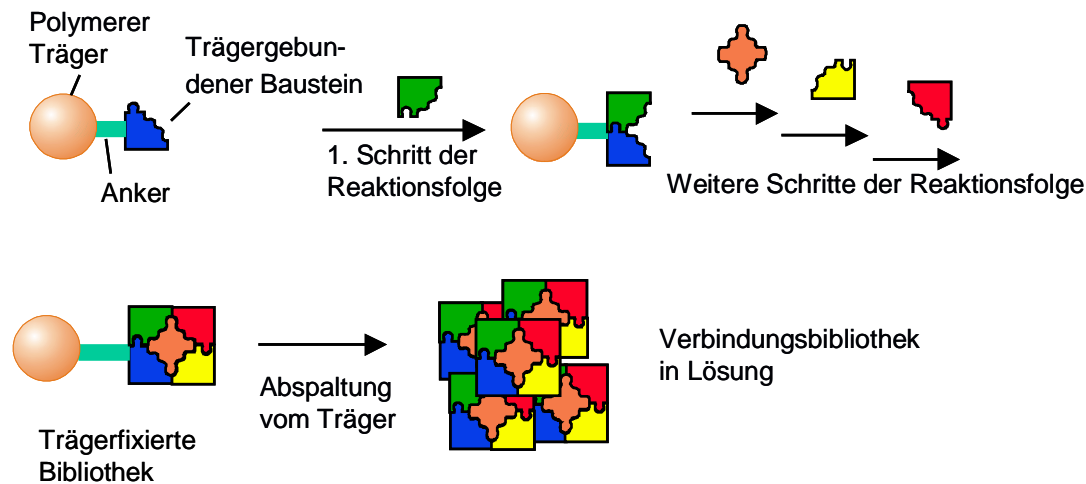 Polymerer
Träger
Trägergebun-
dener Baustein
Anker
1. Schritt der
Reaktionsfolge
Weitere Schritte der Reaktionsfolge
Trägerfixierte
Bibliothek
Abspaltung
vom Träger
Verbindungsbibliothek
in Lösung